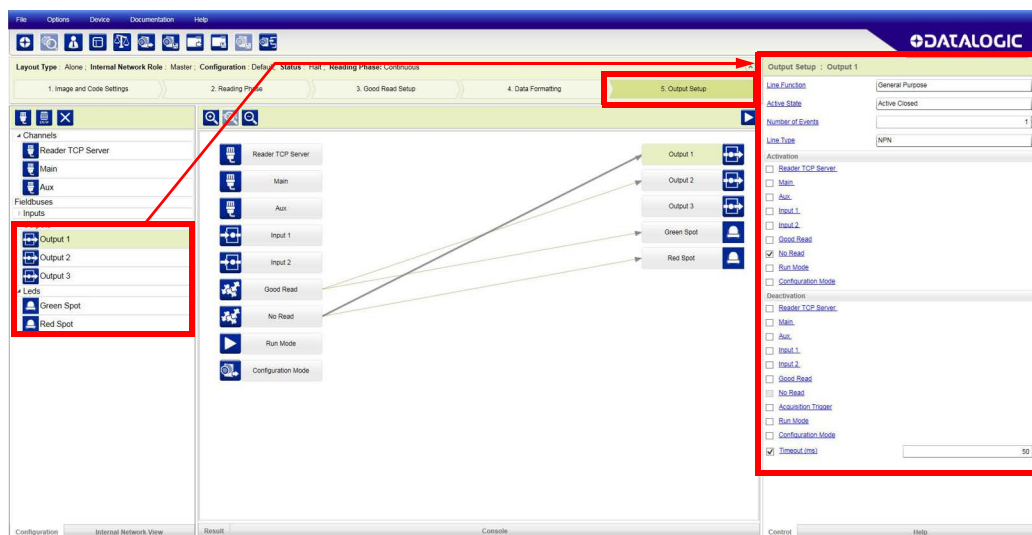 File Options Device Documentation Help
DATALOGIC
Layout Type : Alone ; Internal Network Role : Master ; Configuration : Default ; Status : Halt ; Reading Phase: Continuous
1. Image and Code Settings
2. Reading Phase
3. Good Read Setup
4. Data Formatting
5. Output Setup
Channels
Reader TCP Server
Main
Aux
Fieldbuses
Inputs
Output 1
Output 2
Output 3
Leds
Green Spot
Red Spot
Reader TCP Server
Main
Aux
Input 1
Input 2
Good Read
No Read
Run Mode
Configuration Mode
Output 1
Output 2
Output 3
Green Spot
Red Spot
Output Setup : Output 1
Line Function General Purpose
Active State Active Closed
Number of Events 1
Line Type NPN
Activation
Reader TCP Server
Main
Aux
Input 1
Input 2
Good Read
No Read
Run Mode
Configuration Mode
Deactivation
Reader TCP Server
Main
Aux
Input 1
Input 2
Good Read
No Read
Acquisition Trigger
Run Mode
Configuration Mode
Timeout (ms) 50
Configuration Internal Network View
Result Console
Control Help